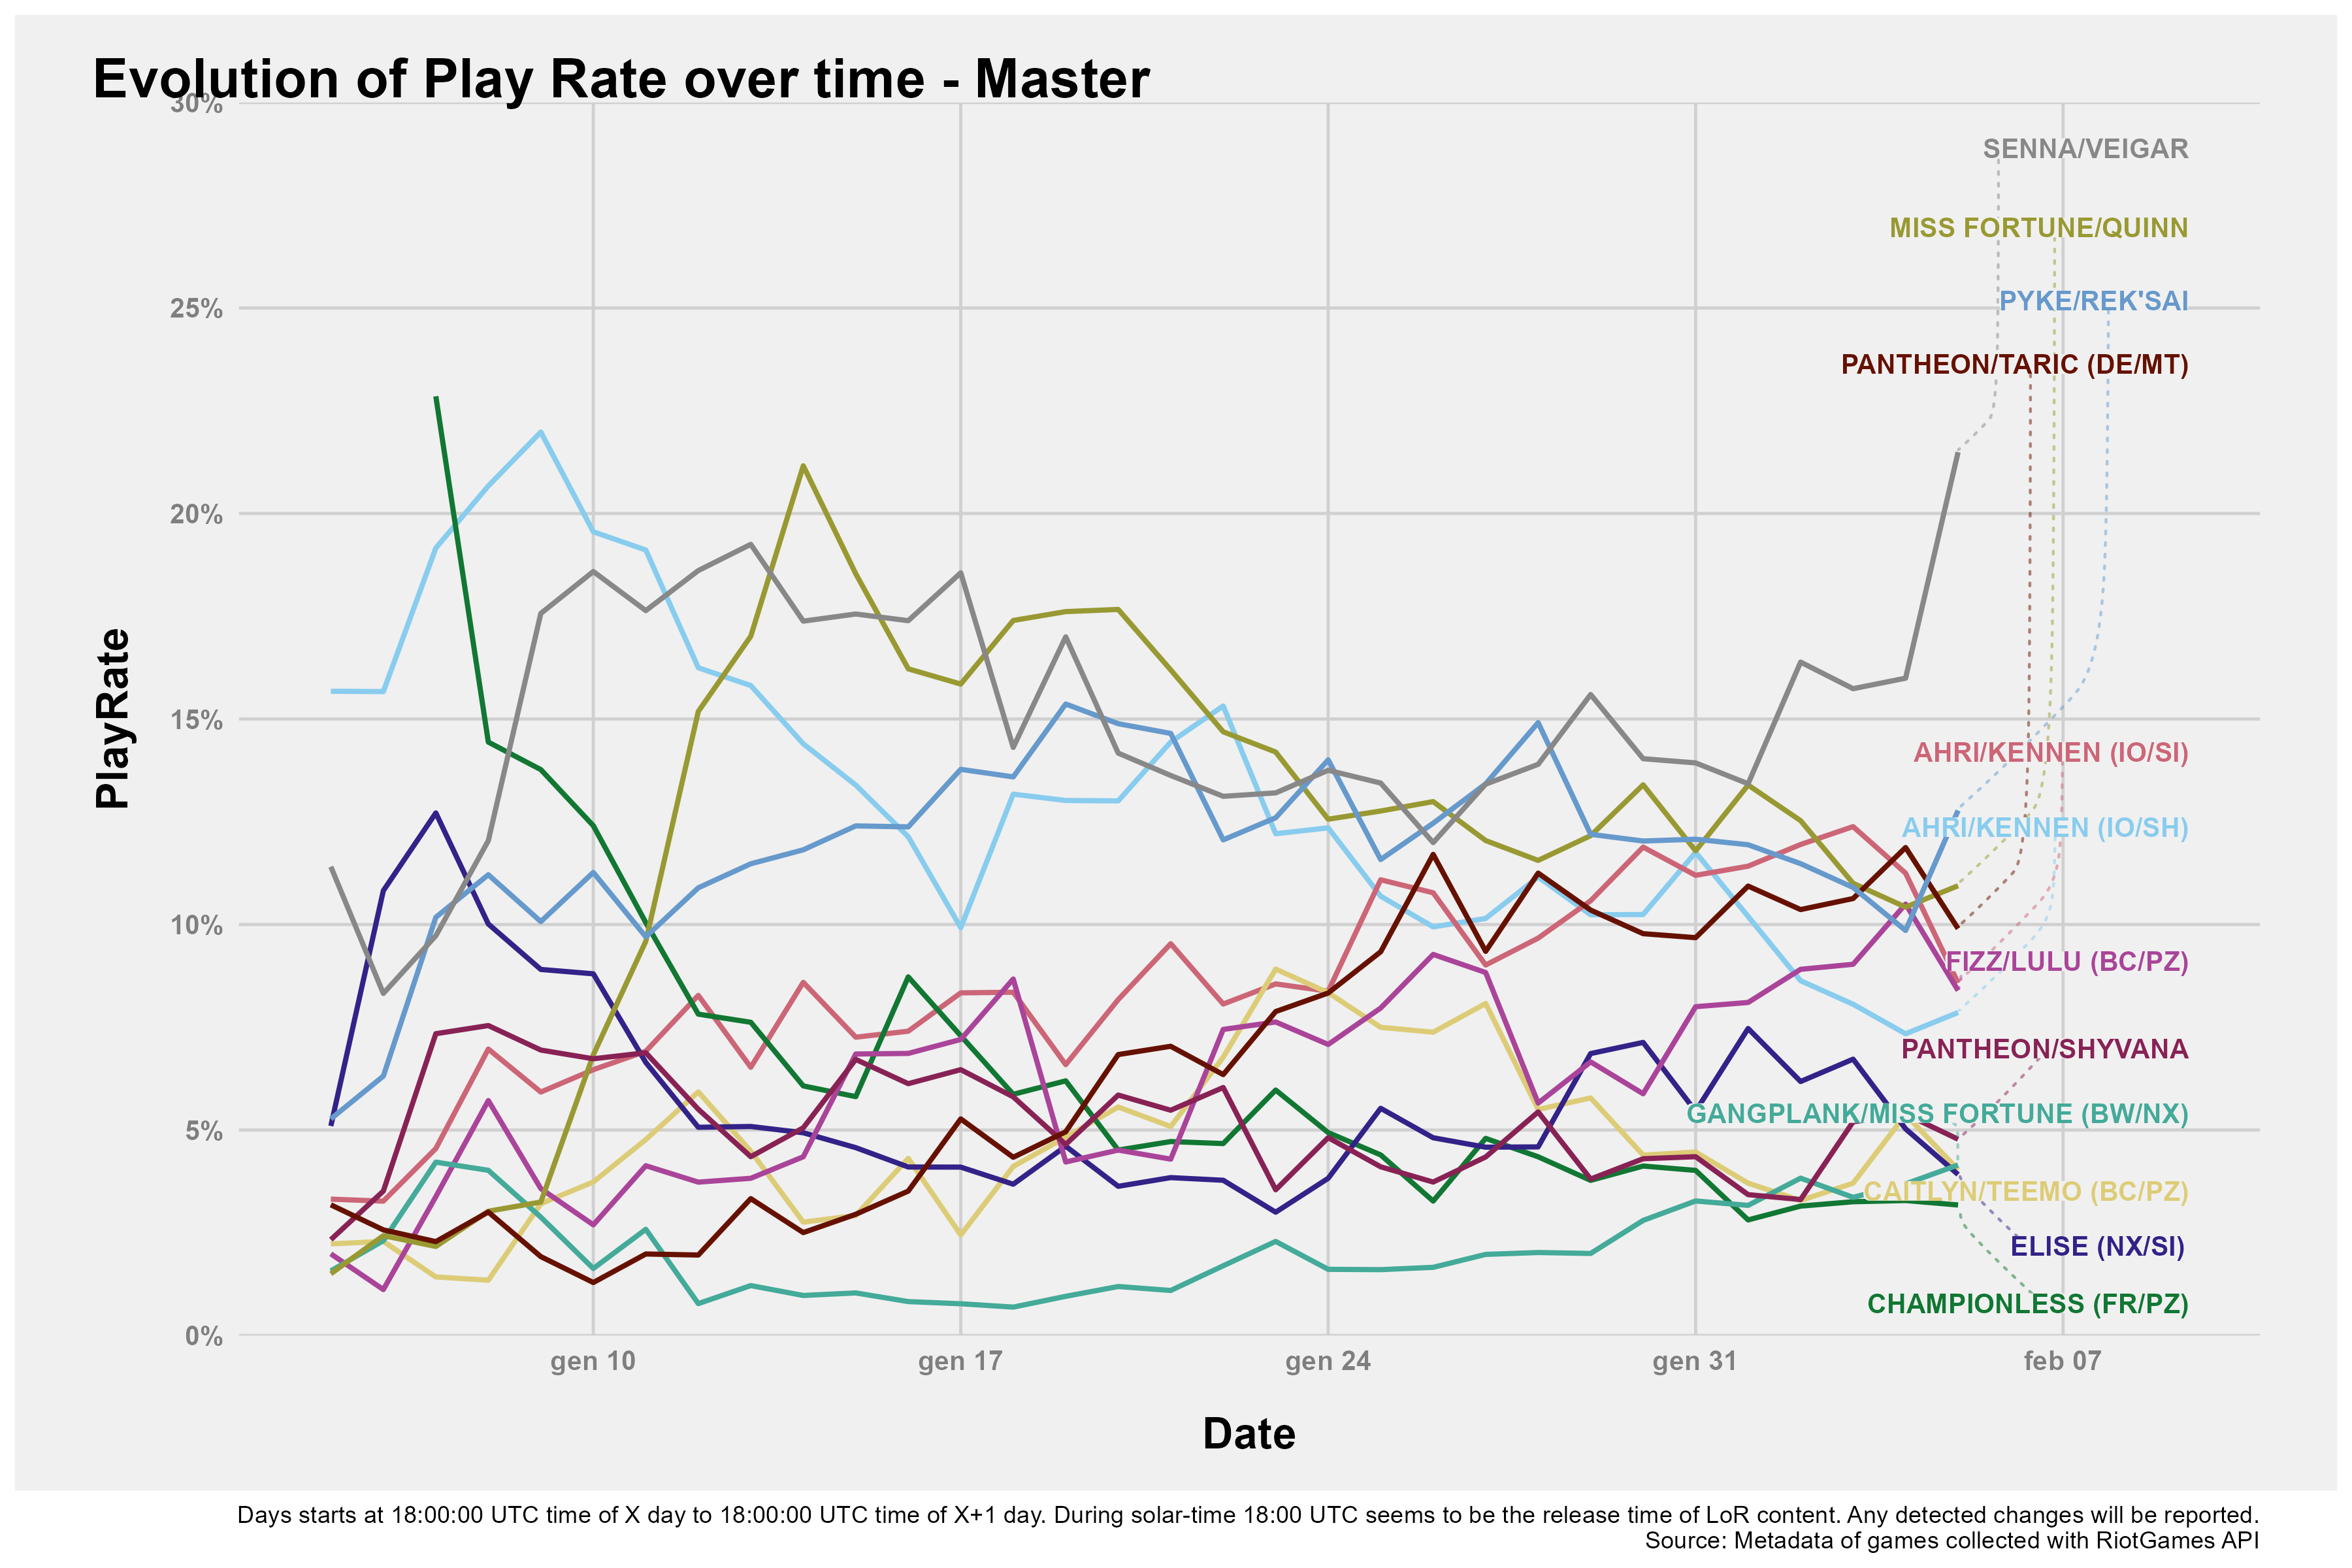 Evolution of Play Rate over time - Master
30%
SENNA/VEIGAR
MISS FORTUNE/QUINN
25%
PYKE/REK'SAI
PANTHEON/TARIC (DE/MT)
20%
15%
AHRI/KENNEN (IO/SI)
AHRI/KENNEN (IO/SH)
10%
FIZZ/LULU (BC/PZ)
PANTHEON/SHYVANA
GANGPLANK/MISS FORTUNE (BW/NX)
5%
CAITLYN/TEEMO (BC/PZ)
ELISE (NX/SI)
CHAMPIONLESS (FR/PZ)
0%
PlayRate
gen 10
gen 17
gen 24
gen 31
feb 07
Date
Days starts at 18:00:00 UTC time of X day to 18:00:00 UTC time of X+1 day. During solar-time 18:00 UTC seems to be the release time of LoR content. Any detected changes will be reported.
Source: Metadata of games collected with RiotGames API